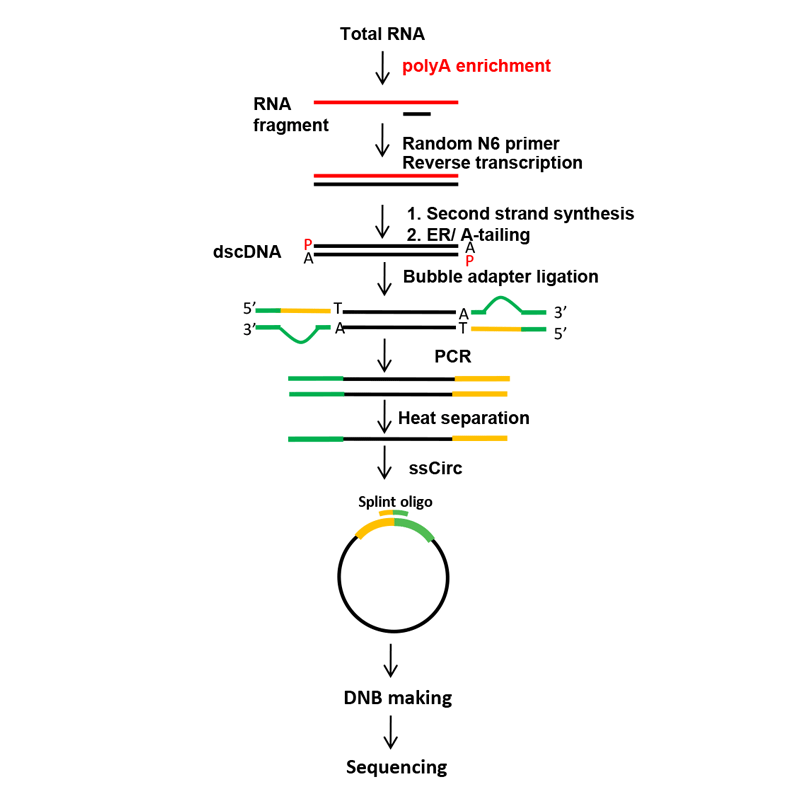 Total RNA
polyA enrichment
RNA
fragment
Random N6 primer
Reverse transcription
1. Second strand synthesis
2. ER/ A-tailing
dscDNA
P
A
A
P
Bubble adapter ligation
5’ T A 3’
3’ A T 5’
PCR
Heat separation
ssCirc
Splint oligo
DNB making
Sequencing